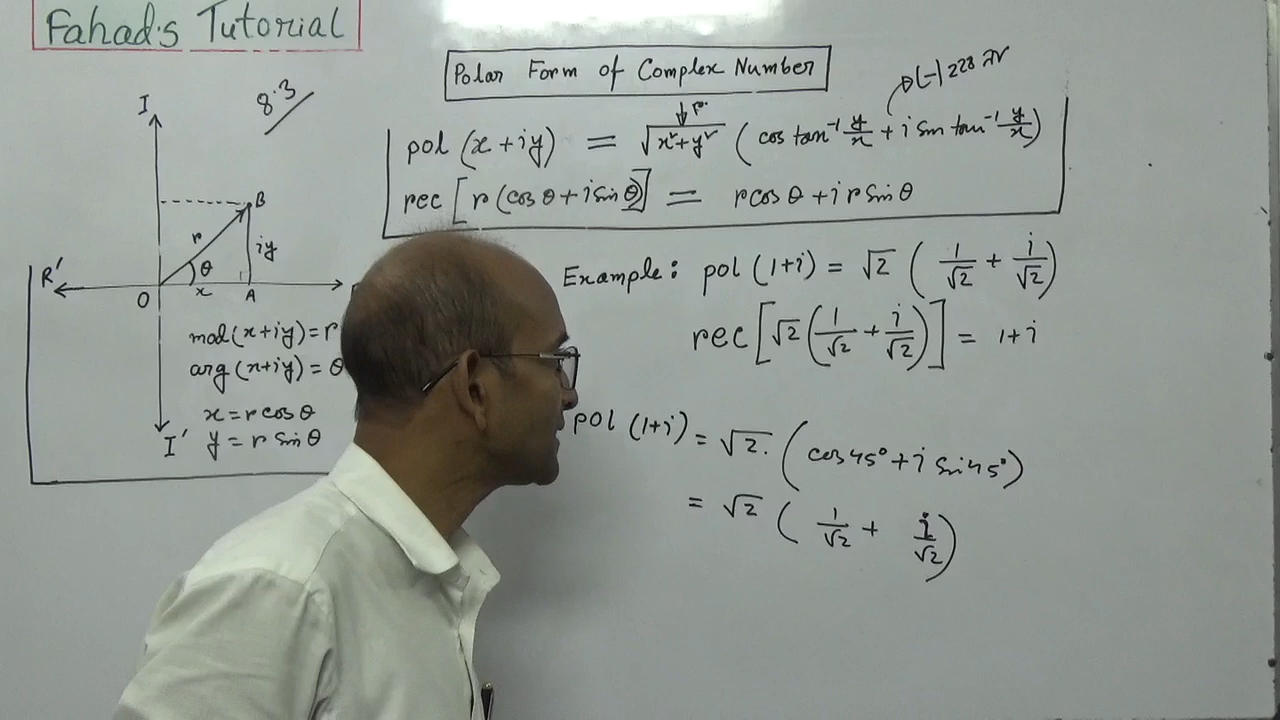 Fahad's Tutorial
8.3
Polar Form of Complex Number
r
pol (x+iy) = √x²+y² (cos tan⁻¹ y/x + i sin tan⁻¹ y/x)
rec [r (cos θ + i sin θ)] = r cos θ + i r sin θ
I
B
r
iy
R'
θ
O
x
A
mod (x+iy) = r
arg (x+iy) = θ
x = r cos θ
I'
y = r sin θ
Example: pol (1+i) = √2 (1/√2 + i/√2)
rec [√2 (1/√2 + i/√2)] = 1+i
pol (1+i) = √2. (cos 45° + i sin 45°)
= √2 (1/√2 + i/√2)